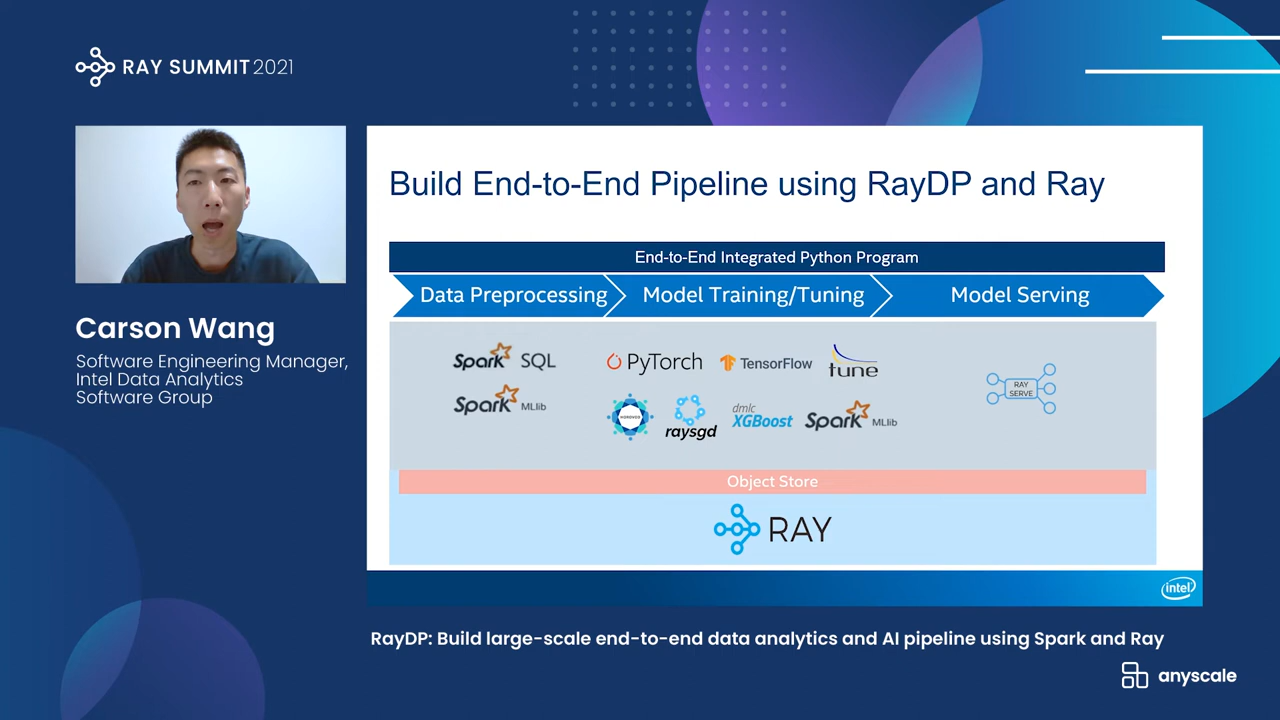 RAY SUMMIT 2021
Carson Wang
Software Engineering Manager,
Intel Data Analytics
Software Group
Build End-to-End Pipeline using RayDP and Ray
End-to-End Integrated Python Program
Data Preprocessing
Model Training/Tuning
Model Serving
Spark SQL
Spark MLlib
PyTorch
TensorFlow
tune
HOROVOD
raysgd
dmlc
XGBoost
Spark MLlib
RAY
SERVE
Object Store
RAY
intel
RayDP: Build large-scale end-to-end data analytics and AI pipeline using Spark and Ray
anyscale